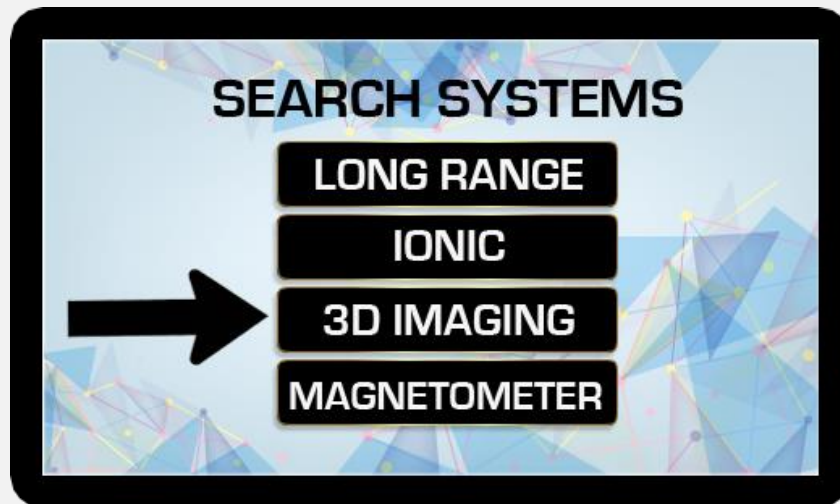 SEARCH SYSTEMS
LONG RANGE
IONIC
3D IMAGING
MAGNETOMETER